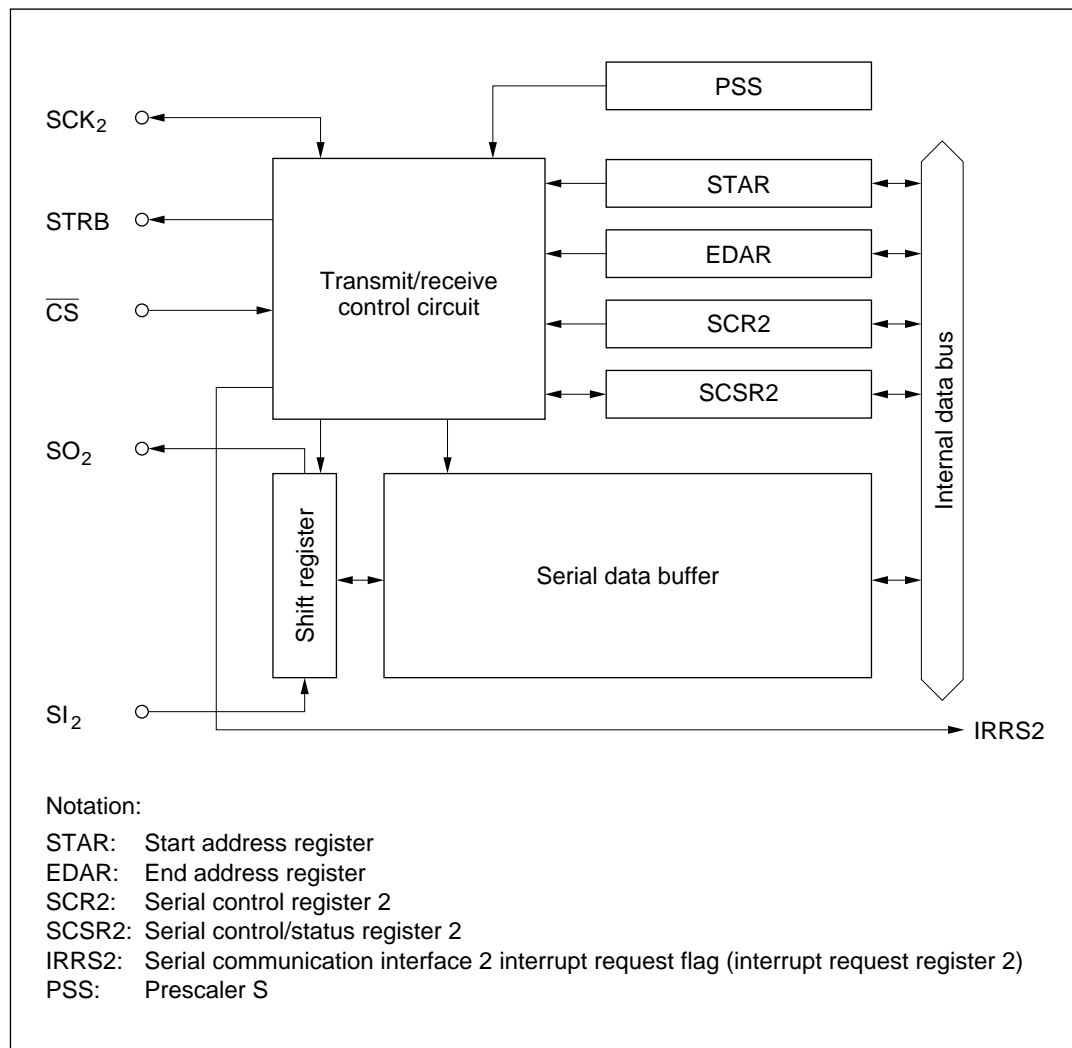 PSS
SCK2
STAR
STRB
EDAR
Transmit/receive
control circuit
CS
SCR2
SCSR2
SO2
Internal data bus
Shift register
Serial data buffer
SI2
IRRS2
Notation:
STAR: Start address register
EDAR: End address register
SCR2: Serial control register 2
SCSR2: Serial control/status register 2
IRRS2: Serial communication interface 2 interrupt request flag (interrupt request register 2)
PSS: Prescaler S